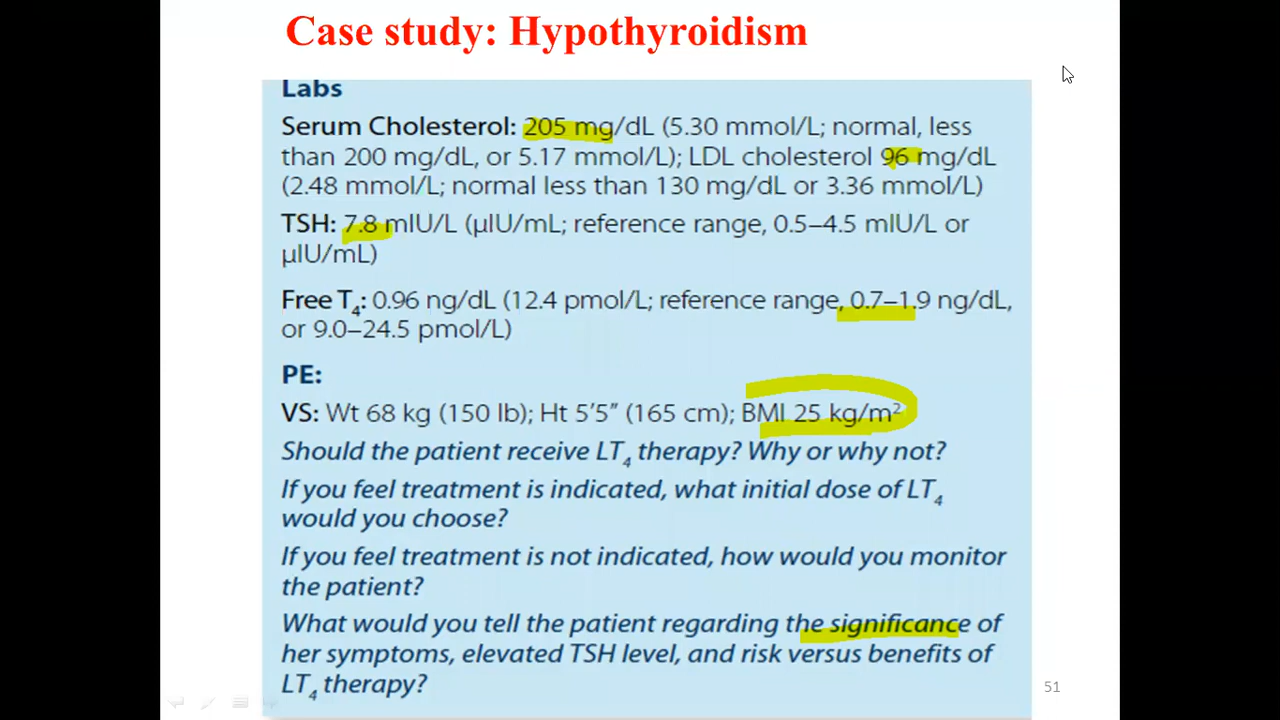 Case study: Hypothyroidism
Labs
Serum Cholesterol: 205 mg/dL (5.30 mmol/L; normal, less
than 200 mg/dL, or 5.17 mmol/L); LDL cholesterol 96 mg/dL
(2.48 mmol/L; normal less than 130 mg/dL or 3.36 mmol/L)
TSH: 7.8 mIU/L (μIU/mL; reference range, 0.5–4.5 mIU/L or
μIU/mL)
Free T₄: 0.96 ng/dL (12.4 pmol/L; reference range, 0.7–1.9 ng/dL,
or 9.0–24.5 pmol/L)
PE:
VS: Wt 68 kg (150 lb); Ht 5′5″ (165 cm); BMI 25 kg/m²
Should the patient receive LT₄ therapy? Why or why not?
If you feel treatment is indicated, what initial dose of LT₄
would you choose?
If you feel treatment is not indicated, how would you monitor
the patient?
What would you tell the patient regarding the significance of
her symptoms, elevated TSH level, and risk versus benefits of
LT₄ therapy?
51